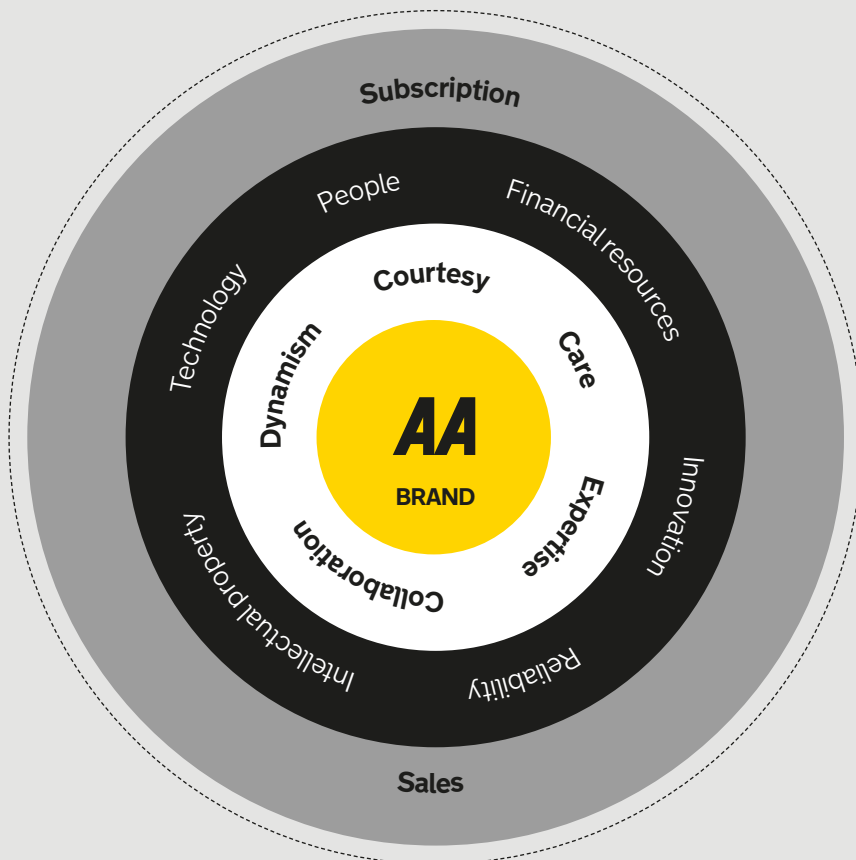 Subscription
People
Financial resources
Technology
Courtesy
Dynamism
Care
AA
BRAND
Expertise
Innovation
Collaboration
Intellectual property
Reliability
Sales